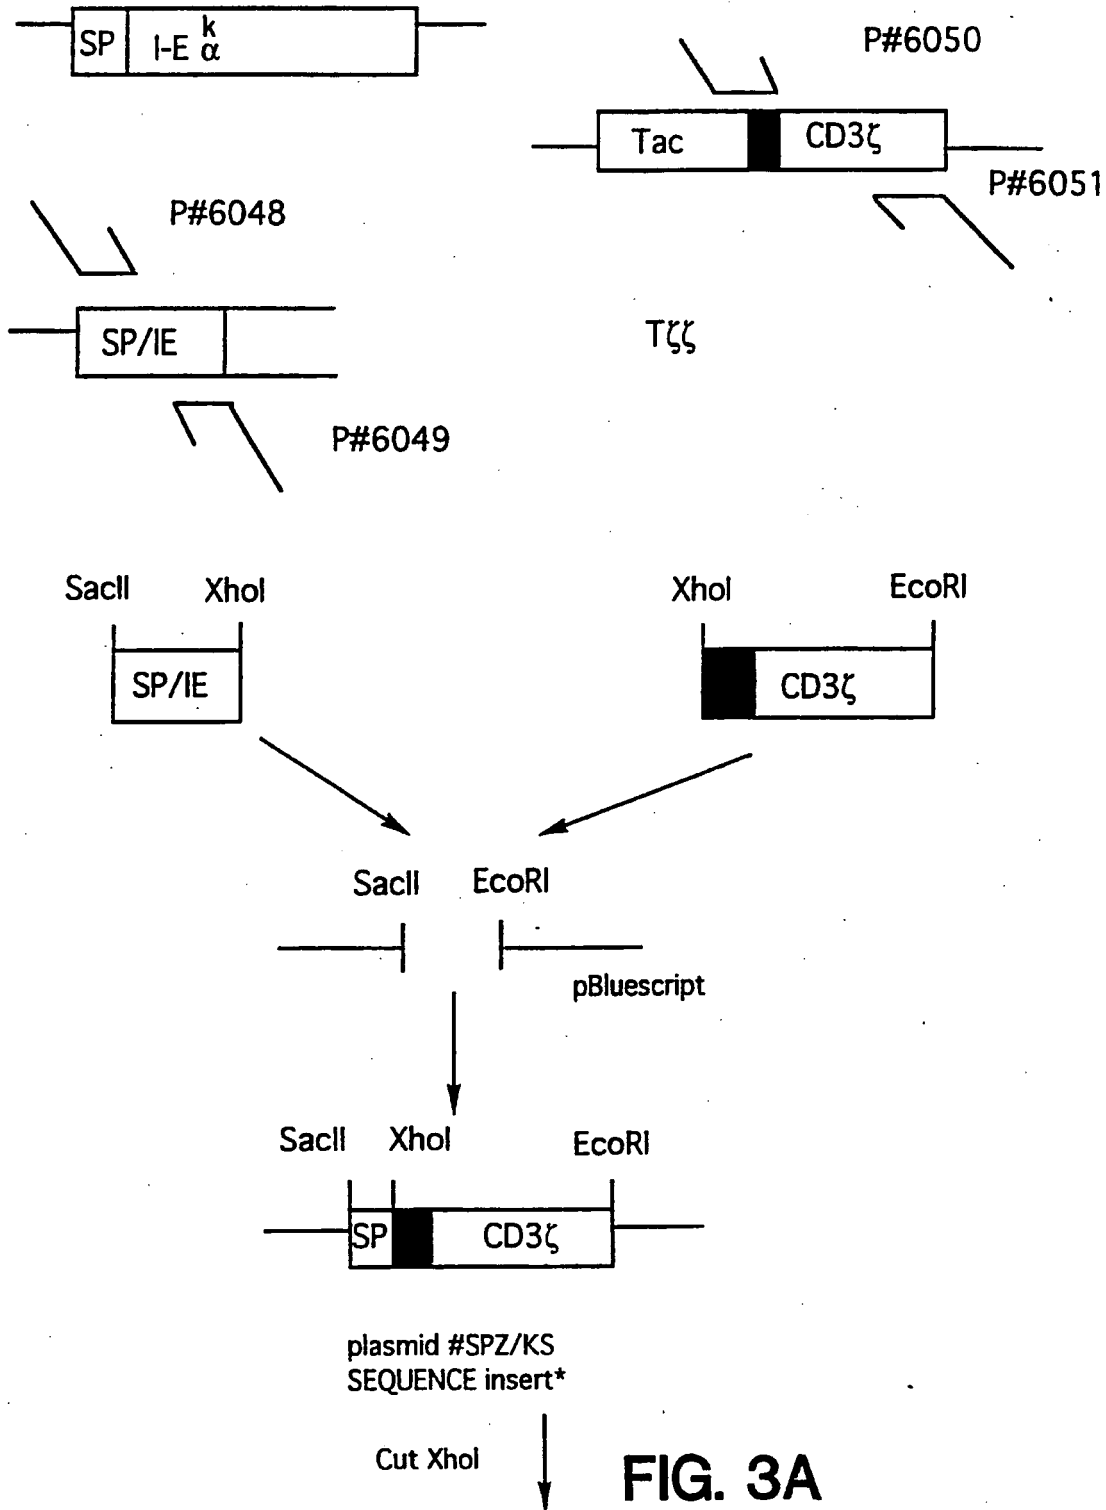 SP
I-E k α
P#6050
Tac
CD3ζ
P#6051
P#6048
SP/IE
Tζζ
P#6049
SacII XhoI
XhoI EcoRI
SP/IE
CD3ζ
SacII EcoRI
pBluescript
SacII XhoI EcoRI
SP
CD3ζ
plasmid #SPZ/KS
SEQUENCE insert*
Cut XhoI
FIG. 3A